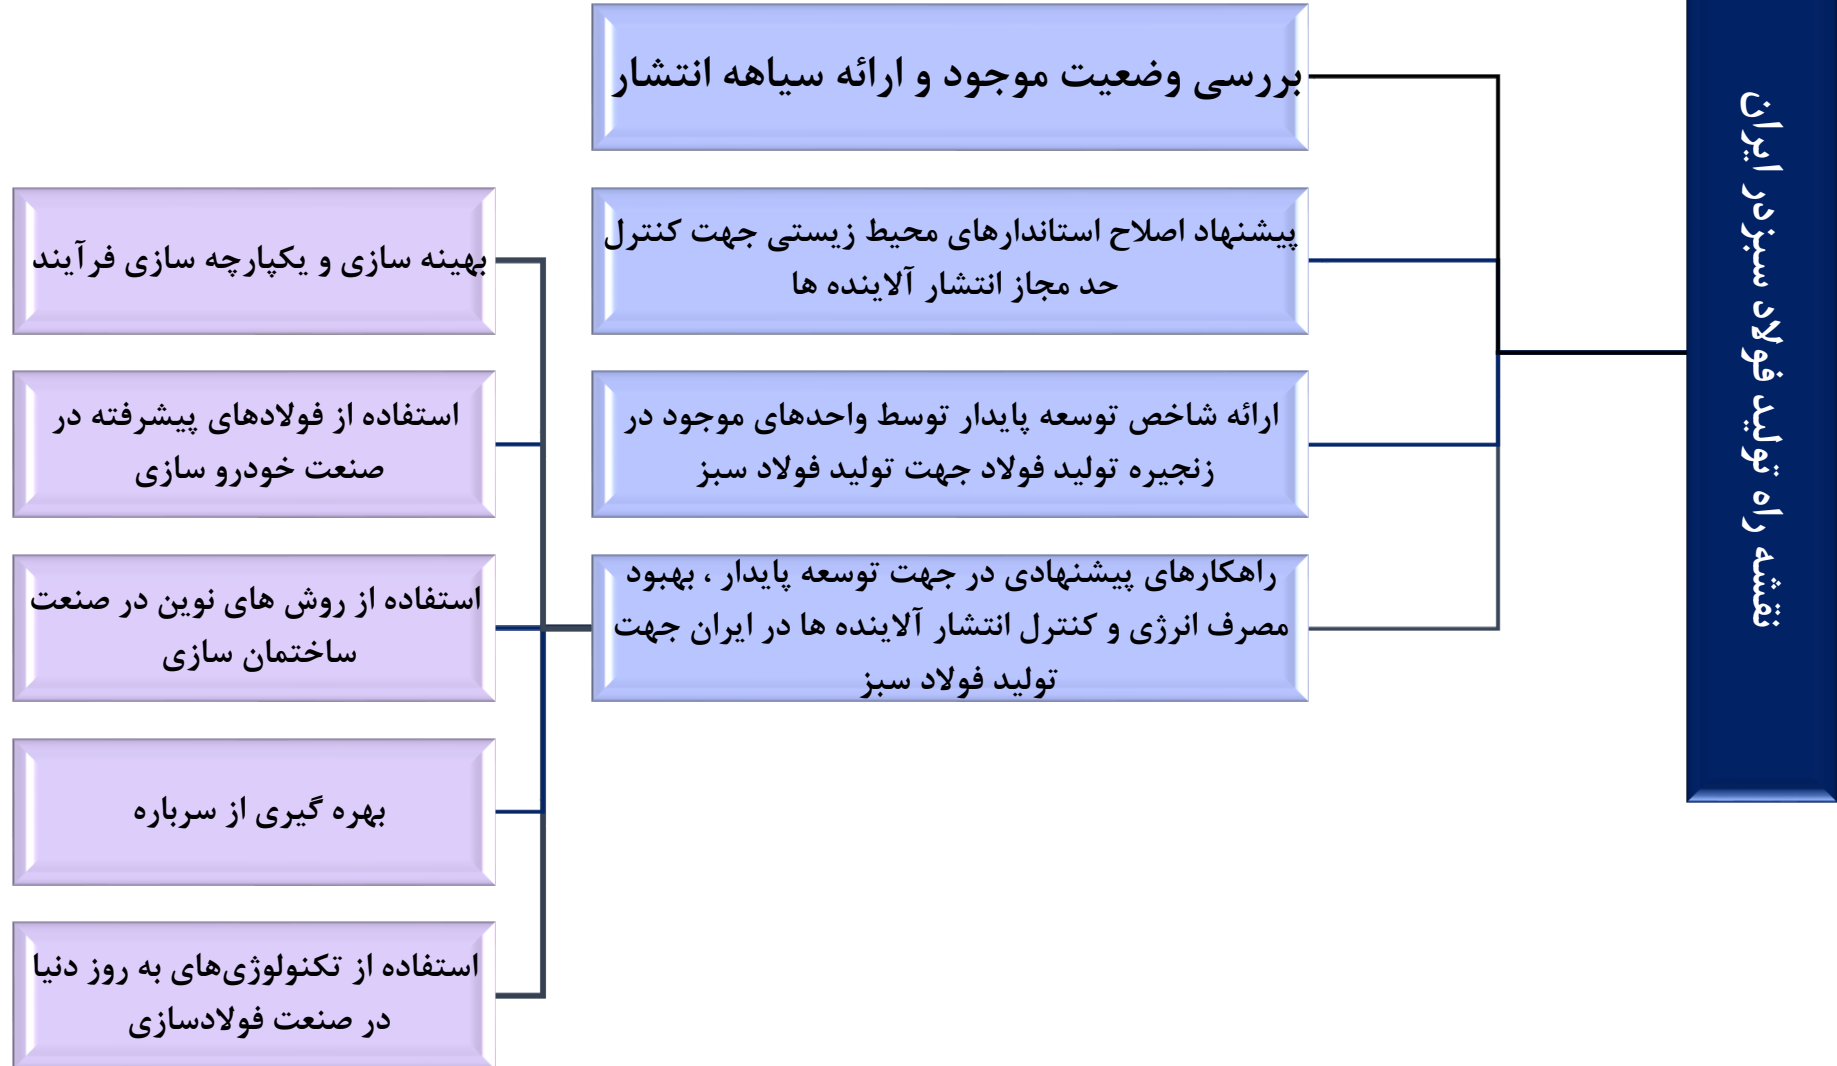 نقشه راه تولید فولاد سبزدر ایران
بررسی وضعیت موجود و ارائه سیاهه انتشار
پیشنهاد اصلاح استاندارهای محیط زیستی جهت کنترل
حد مجاز انتشار آلاینده ها
ارائه شاخص توسعه پایدار توسط واحدهای موجود در
زنجیره تولید فولاد جهت تولید فولاد سبز
راهکارهای پیشنهادی در جهت توسعه پایدار ، بهبود
مصرف انرژی و کنترل انتشار آلاینده ها در ایران جهت
تولید فولاد سبز
بهینه سازی و یکپارچه سازی فرآیند
استفاده از فولادهای پیشرفته در
صنعت خودرو سازی
استفاده از روش های نوین در صنعت
ساختمان سازی
بهره گیری از سرباره
استفاده از تکنولوژی‌های به روز دنیا
در صنعت فولادسازی